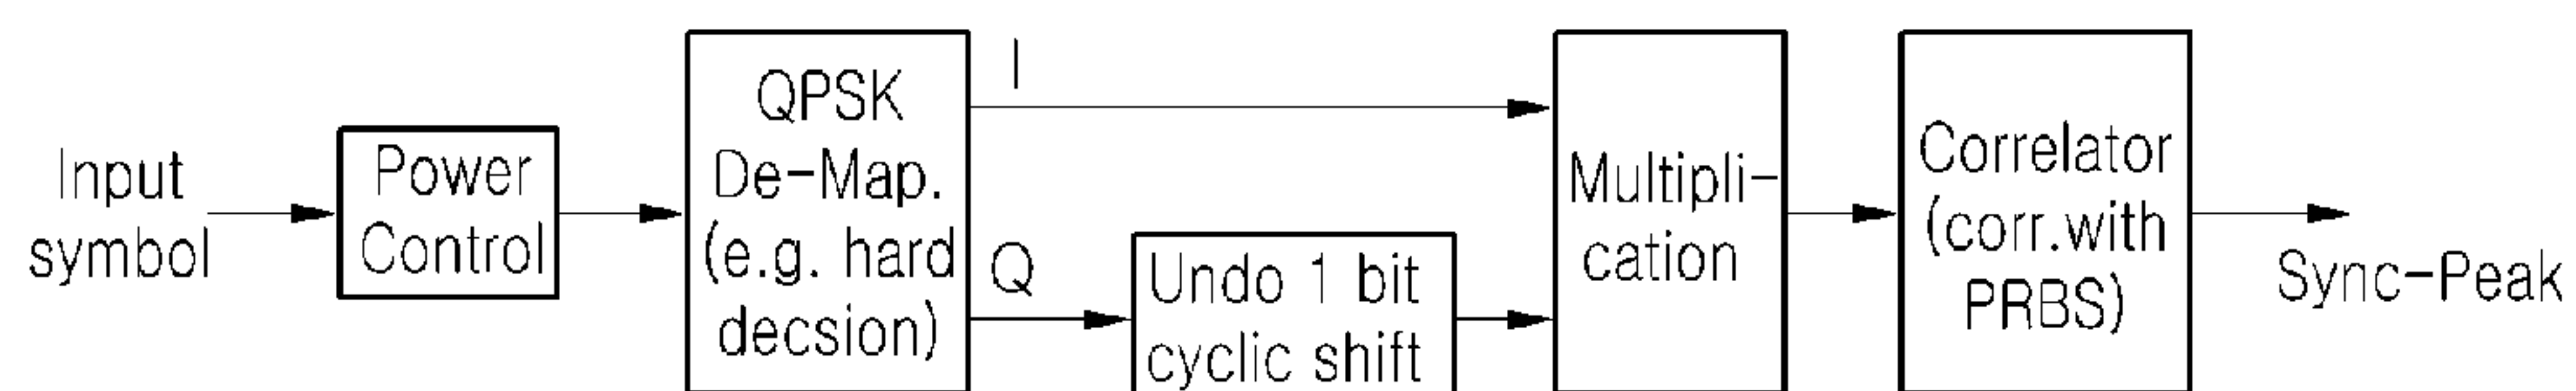 Input
symbol
Power
Control
QPSK
De-Map.
(e.g. hard
decsion)
I
Q
Undo 1 bit
cyclic shift
Multipli-
cation
Correlator
(corr.with
PRBS)
Sync-Peak